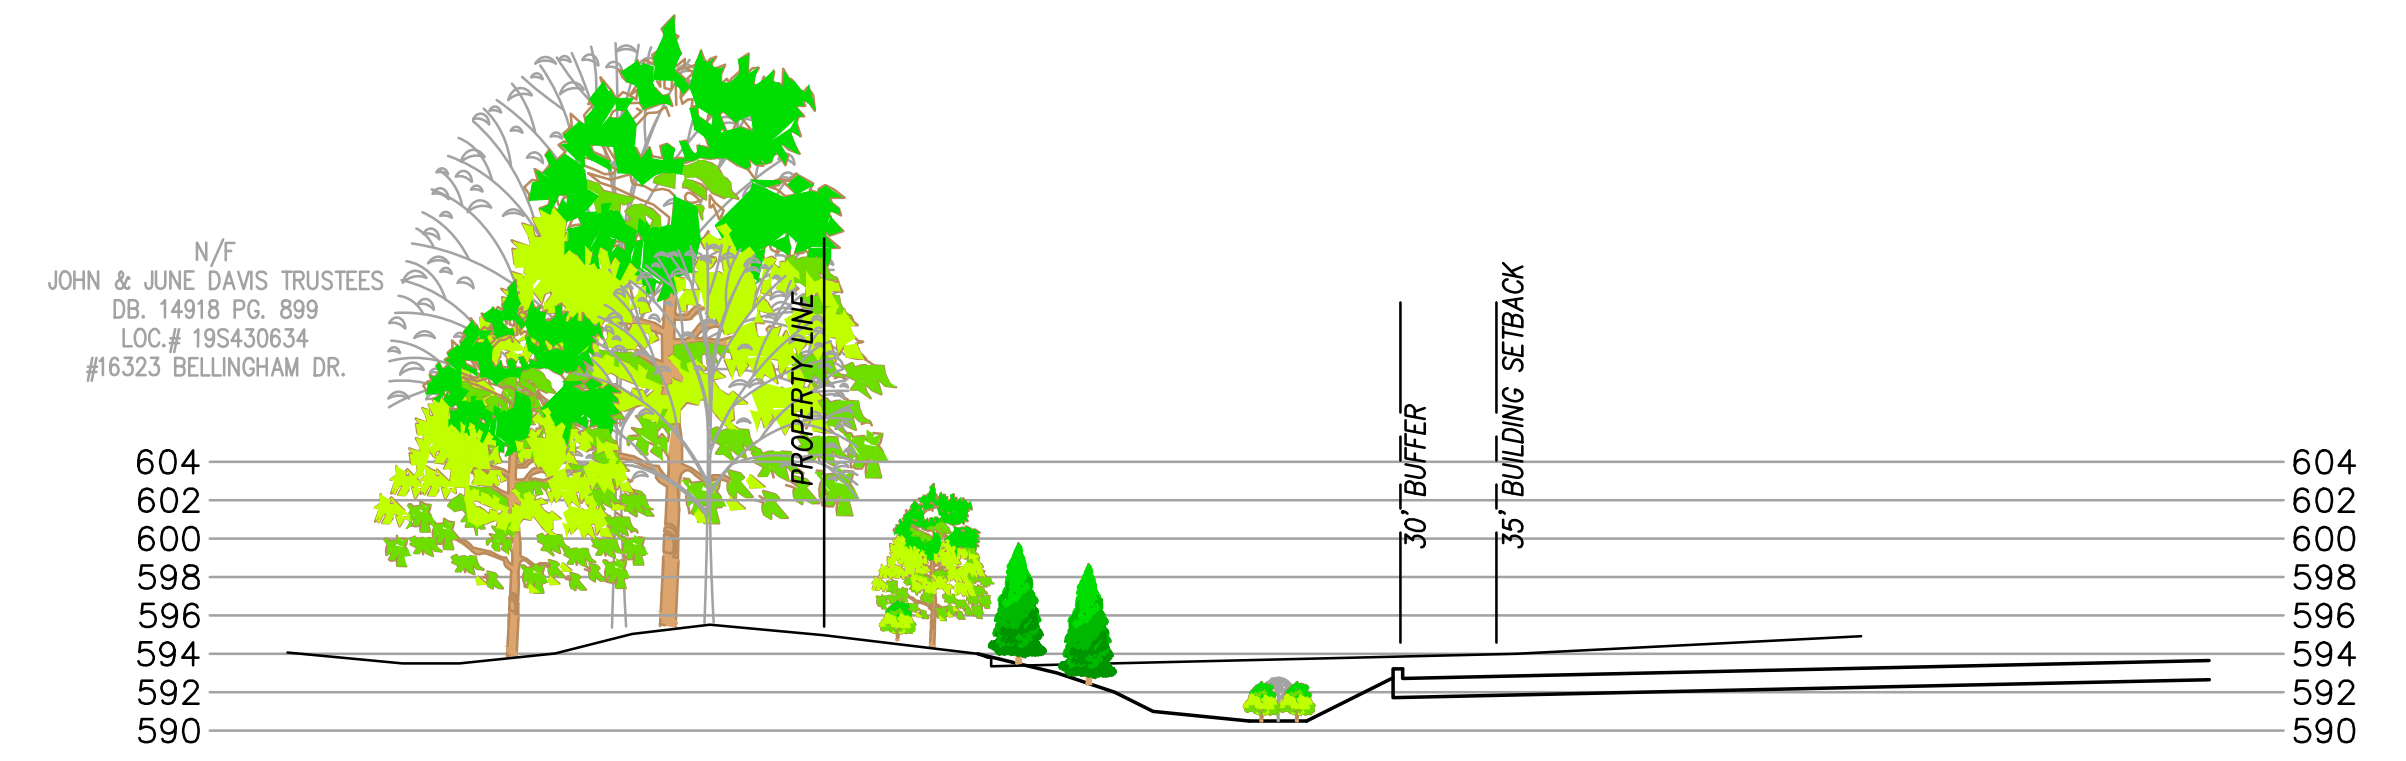 N/F
JOHN & JUNE DAVIS TRUSTEES
DB. 14918 PG. 899
LOC.# 19S430634
#16323 BELLINGHAM DR.
PROPERTY LINE
30' BUFFER
35' BUILDING SETBACK
604
602
600
598
596
594
592
590
604
602
600
598
596
594
592
590